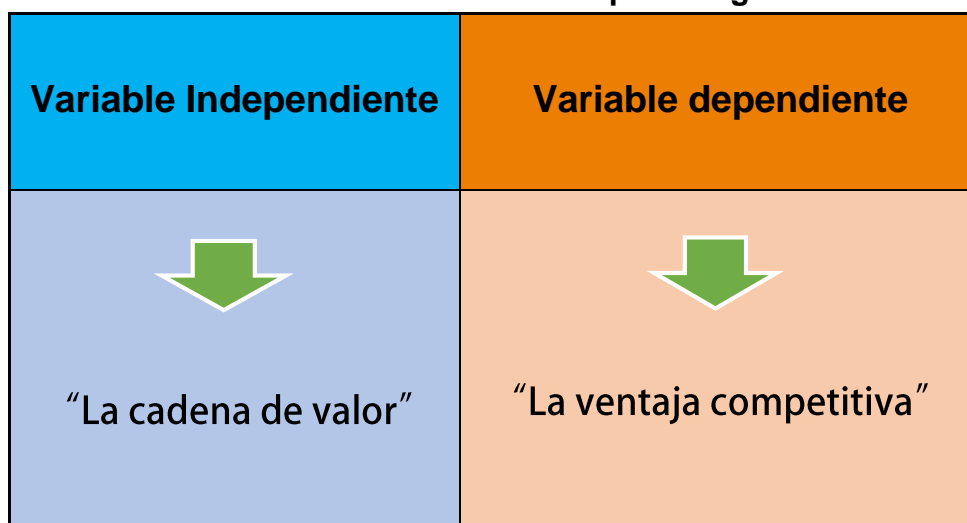 Variable Independiente
Variable dependiente
“La cadena de valor”
“La ventaja competitiva”